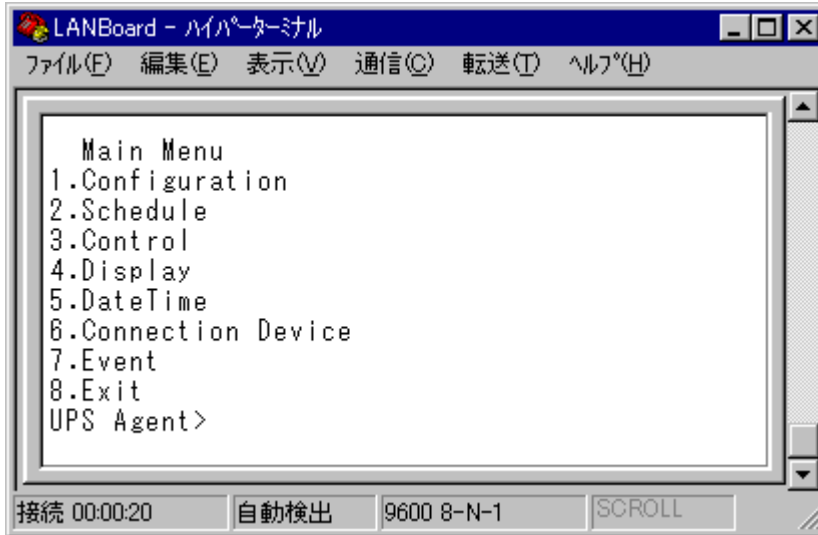 LANBoard - ﾊｲﾊﾟｰﾀｰﾐﾅﾙ
ﾌｧｲﾙ(F) 編集(E) 表示(V) 通信(C) 転送(T) ﾍﾙﾌﾟ(H)
Main Menu
1.Configuration
2.Schedule
3.Control
4.Display
5.DateTime
6.Connection Device
7.Event
8.Exit
UPS Agent>
接続 00:00:20 自動検出 9600 8-N-1 SCROLL